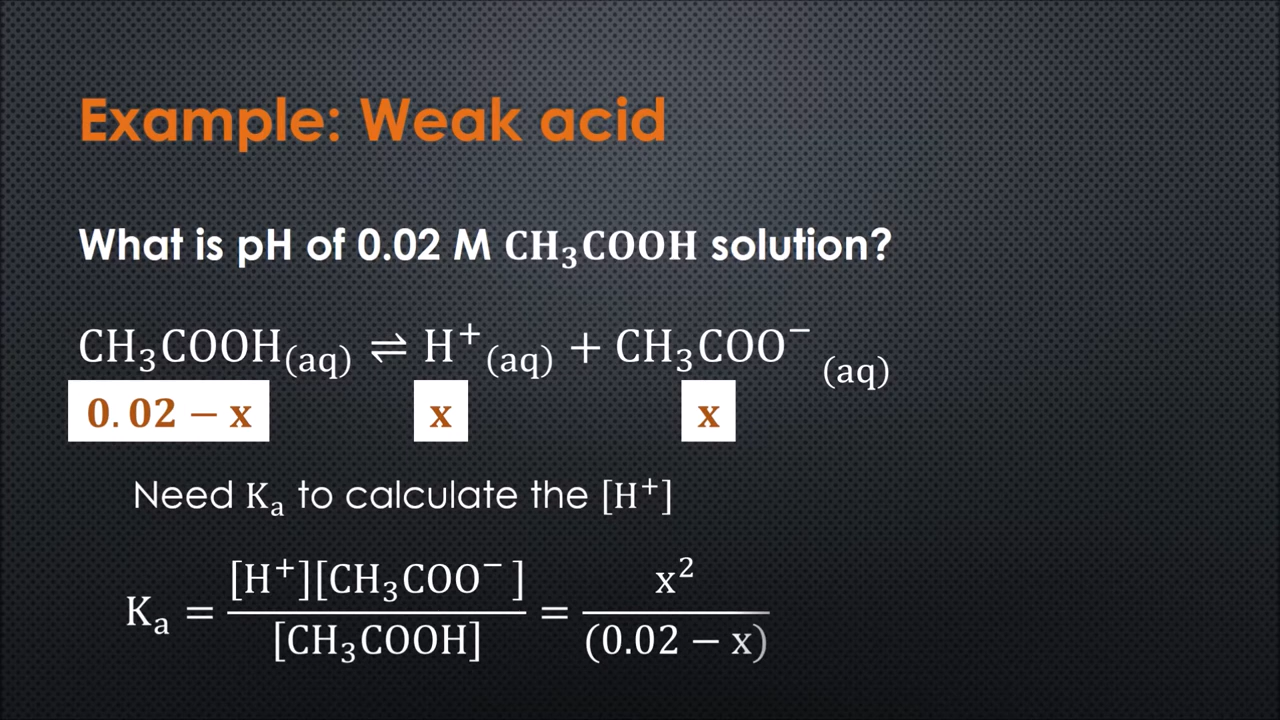 Example: Weak acid
What is pH of 0.02 M CH₃COOH solution?
CH₃COOH₍aq₎ ⇌ H⁺₍aq₎ + CH₃COO⁻₍aq₎
0.02 − x x x
Need Kₐ to calculate the [H⁺]
Kₐ = [H⁺][CH₃COO⁻] / [CH₃COOH] = x² / (0.02 − x)